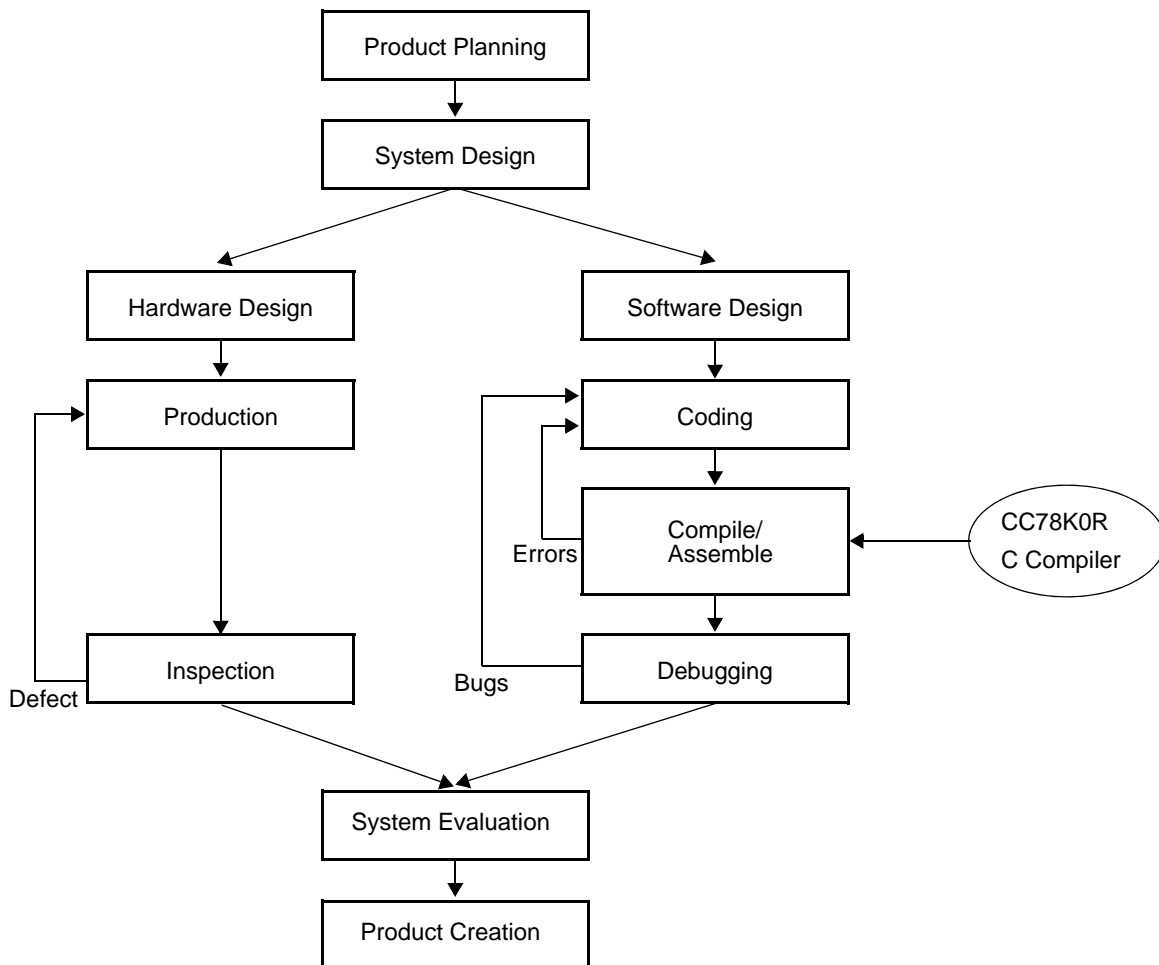 Product Planning
System Design
Hardware Design
Software Design
Production
Coding
Compile/
Assemble
Errors
CC78K0R
C Compiler
Inspection
Defect
Debugging
Bugs
System Evaluation
Product Creation